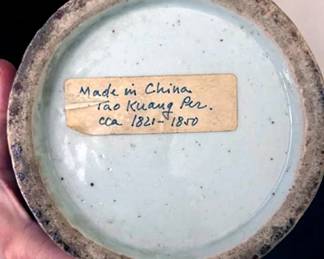 Made in China
Tao Kuang Per.
cca 1821-1850